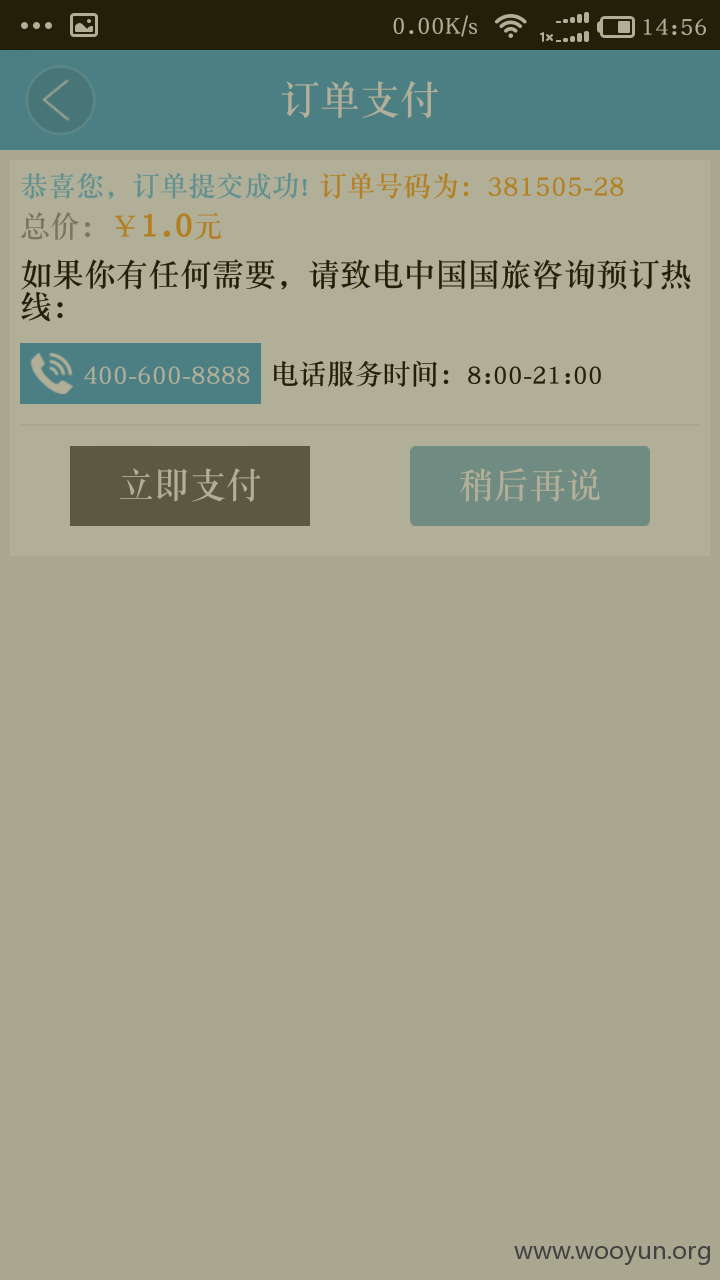 0.00K/s 1x 14:56
订单支付
恭喜您，订单提交成功! 订单号码为：381505-28
总价：￥1.0元
如果你有任何需要，请致电中国国旅咨询预订热
线：
400-600-8888 电话服务时间：8:00-21:00
立即支付 稍后再说
www.wooyun.org